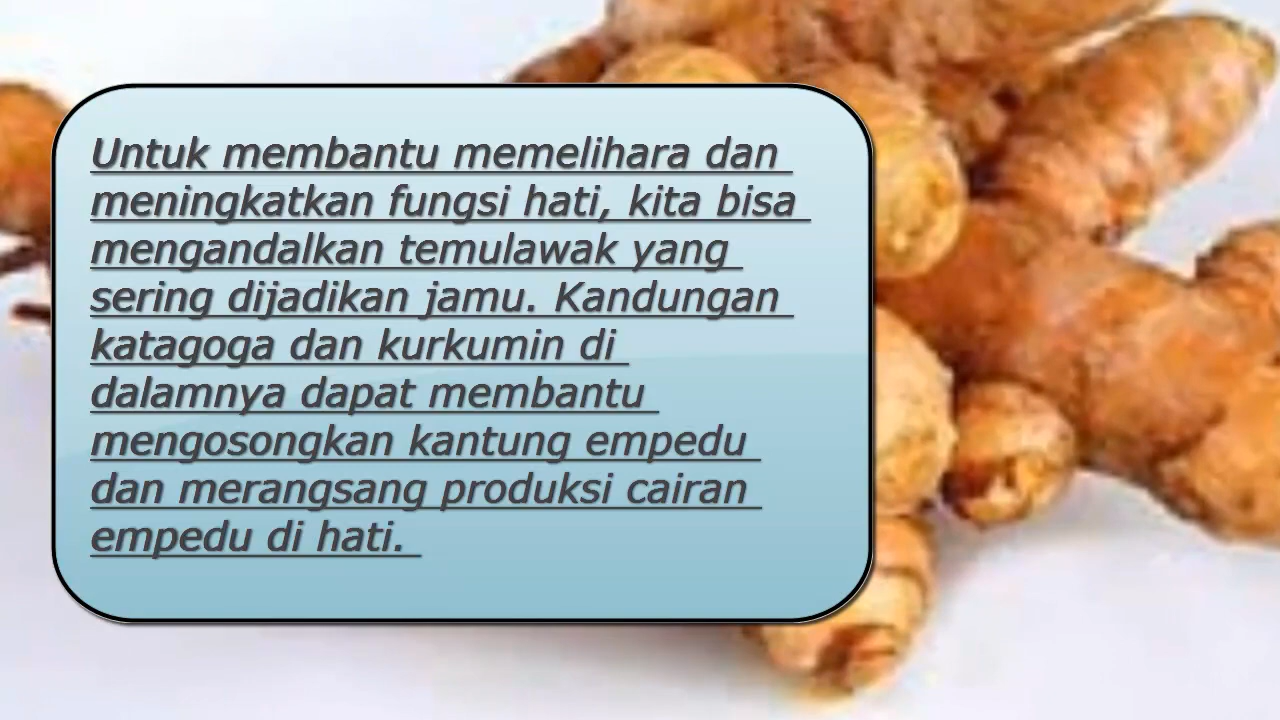 Untuk membantu memelihara dan
meningkatkan fungsi hati, kita bisa
mengandalkan temulawak yang
sering dijadikan jamu. Kandungan
katagoga dan kurkumin di
dalamnya dapat membantu
mengosongkan kantung empedu
dan merangsang produksi cairan
empedu di hati.